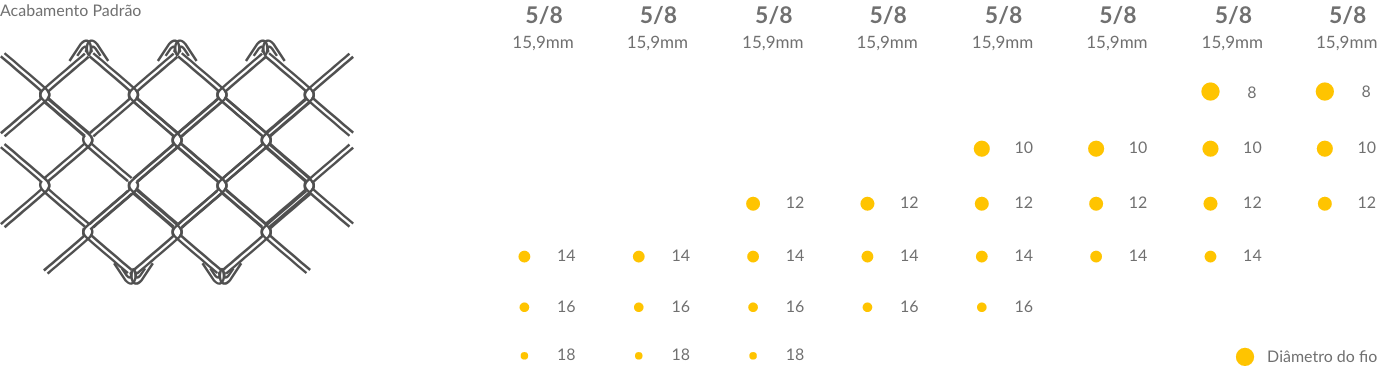 Acabamento Padrão
5/8 5/8 5/8 5/8 5/8 5/8 5/8 5/8
15,9mm 15,9mm 15,9mm 15,9mm 15,9mm 15,9mm 15,9mm 15,9mm
8 8
10 10 10 10
12 12 12 12 12 12
14 14 14 14 14 14 14
16 16 16 16 16
18 18 18
Diâmetro do fio